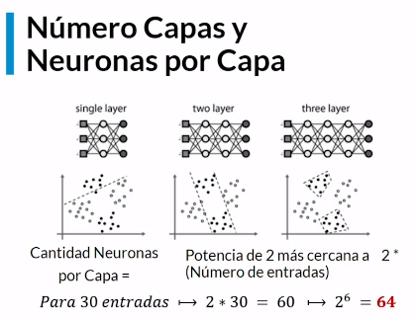 Número Capas y
Neuronas por Capa
single layer two layer three layer
Cantidad Neuronas
por Capa =
Potencia de 2 más cercana a 2 *
(Número de entradas)
Para 30 entradas ↦ 2 ∗ 30 = 60 ↦ 2⁶ = 64